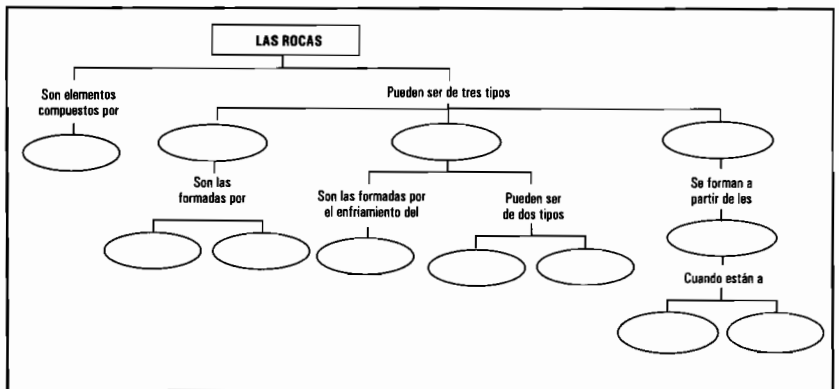 LAS ROCAS
Son elementos
compuestos por
Pueden ser de tres tipos
Son las
formadas por
Son las formadas por
el enfriamiento del
Pueden ser
de dos tipos
Se forman a
partir de les
Cuando están a